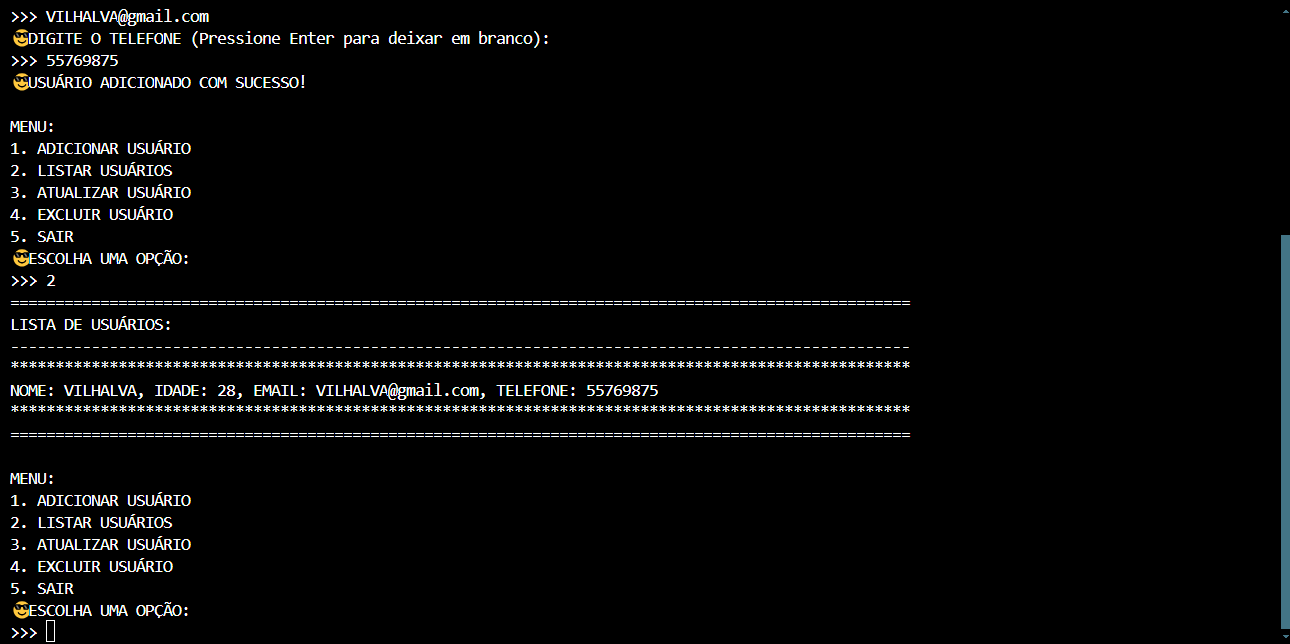 >>> VILHALVA@gmail.com
😎DIGITE O TELEFONE (Pressione Enter para deixar em branco):
>>> 55769875
😎USUÁRIO ADICIONADO COM SUCESSO!
MENU:
1. ADICIONAR USUÁRIO
2. LISTAR USUÁRIOS
3. ATUALIZAR USUÁRIO
4. EXCLUIR USUÁRIO
5. SAIR
😎ESCOLHA UMA OPÇÃO:
>>> 2
====================================================================================================
LISTA DE USUÁRIOS:
----------------------------------------------------------------------------------------------------
****************************************************************************************************
NOME: VILHALVA, IDADE: 28, EMAIL: VILHALVA@gmail.com, TELEFONE: 55769875
****************************************************************************************************
====================================================================================================
MENU:
1. ADICIONAR USUÁRIO
2. LISTAR USUÁRIOS
3. ATUALIZAR USUÁRIO
4. EXCLUIR USUÁRIO
5. SAIR
😎ESCOLHA UMA OPÇÃO:
>>>